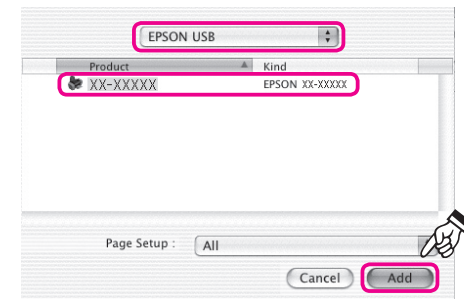 EPSON USB
Product Kind
XX-XXXXX EPSON XX-XXXXX
Page Setup : All
Cancel Add